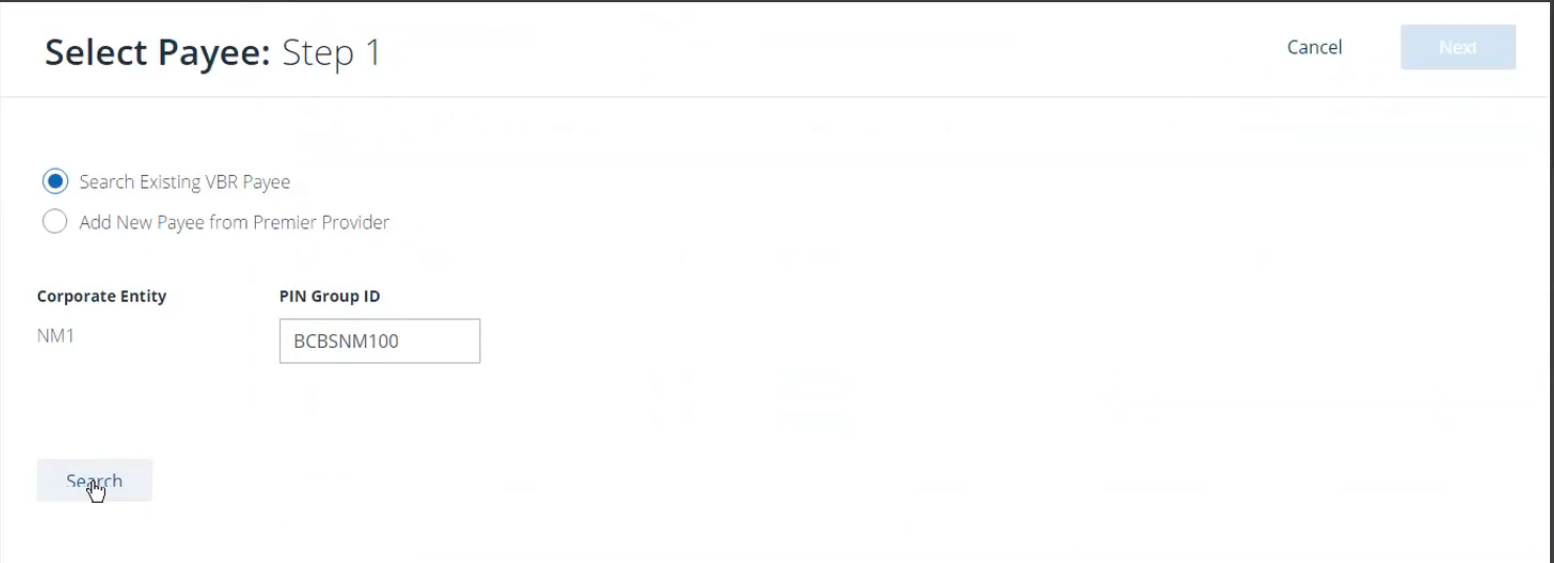 Select Payee: Step 1
Cancel
Next
Search Existing VBR Payee
Add New Payee from Premier Provider
Corporate Entity
PIN Group ID
NM1
BCBSNM100
Search